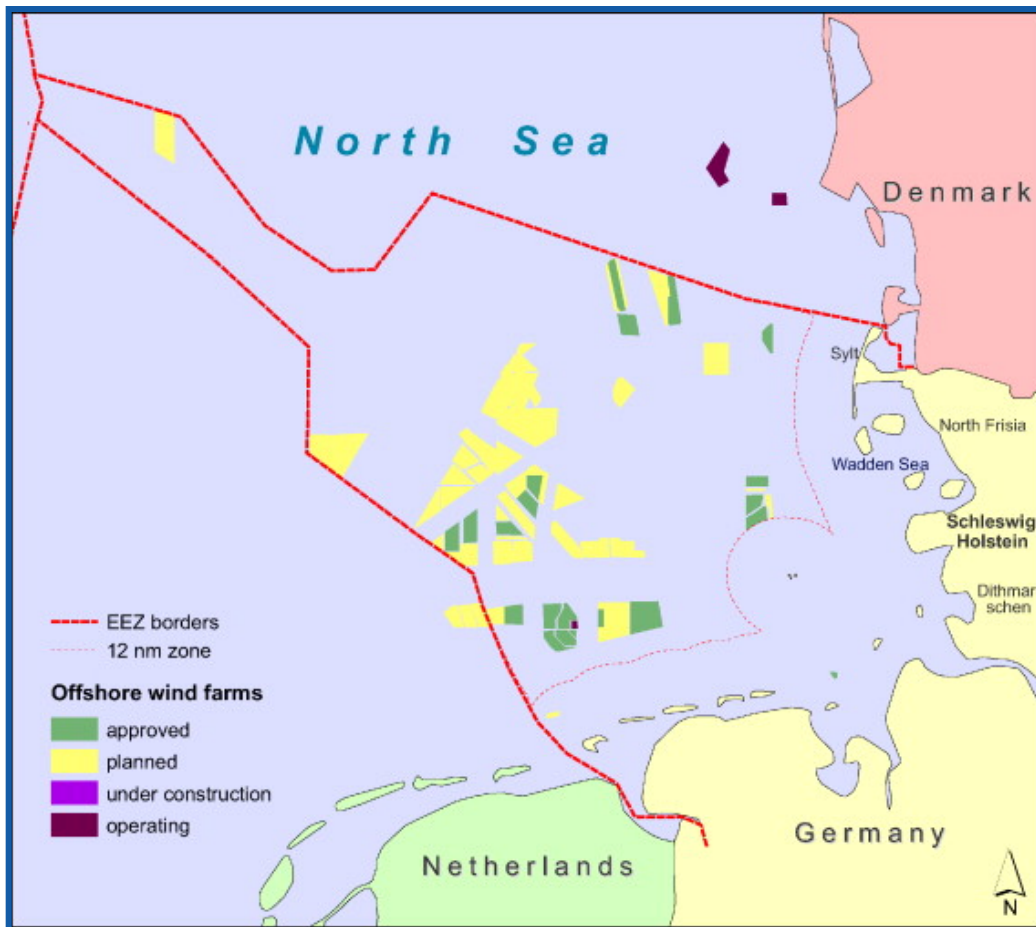 North Sea
Denmark
Sylt
North Frisia
Wadden Sea
Schleswig
Holstein
Dithmar
schen
EEZ borders
12 nm zone
Offshore wind farms
approved
planned
under construction
operating
Germany
Netherlands
N